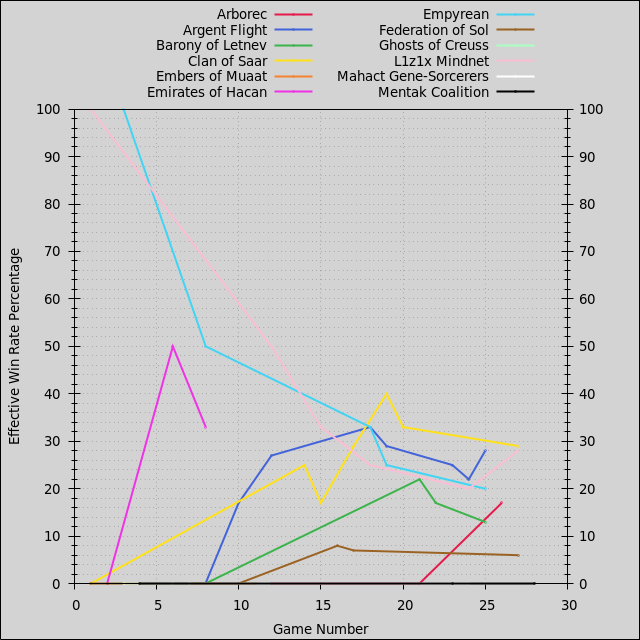 Arborec
Argent Flight
Barony of Letnev
Clan of Saar
Embers of Muaat
Emirates of Hacan
Empyrean
Federation of Sol
Ghosts of Creuss
L1z1x Mindnet
Mahact Gene-Sorcerers
Mentak Coalition
Effective Win Rate Percentage
100
90
80
70
60
50
40
30
20
10
0
100
90
80
70
60
50
40
30
20
10
0
0 5 10 15 20 25 30
Game Number